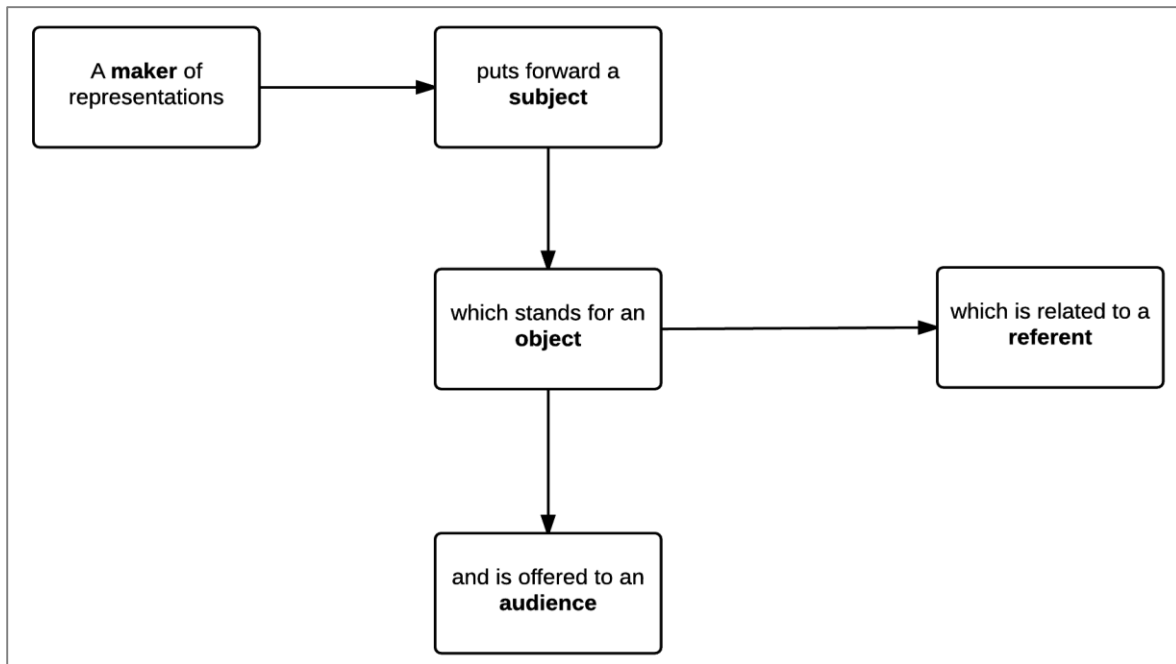 A maker of
representations
puts forward a
subject
which stands for an
object
which is related to a
referent
and is offered to an
audience